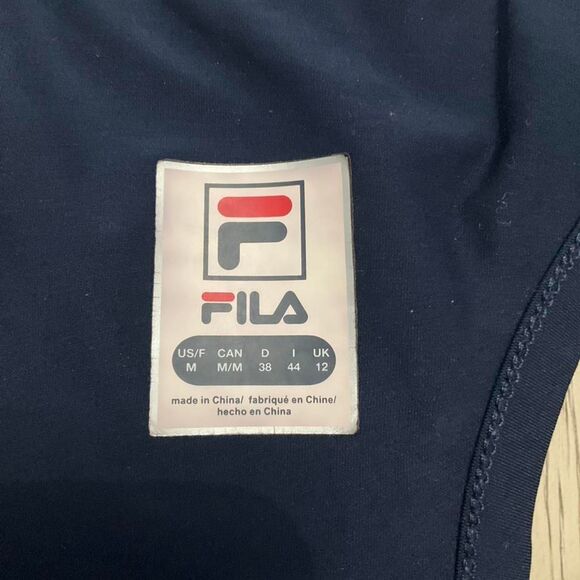 F
FILA
US/F CAN D I UK
M M/M 38 44 12
made in China/ fabriqué en Chine/
hecho en China